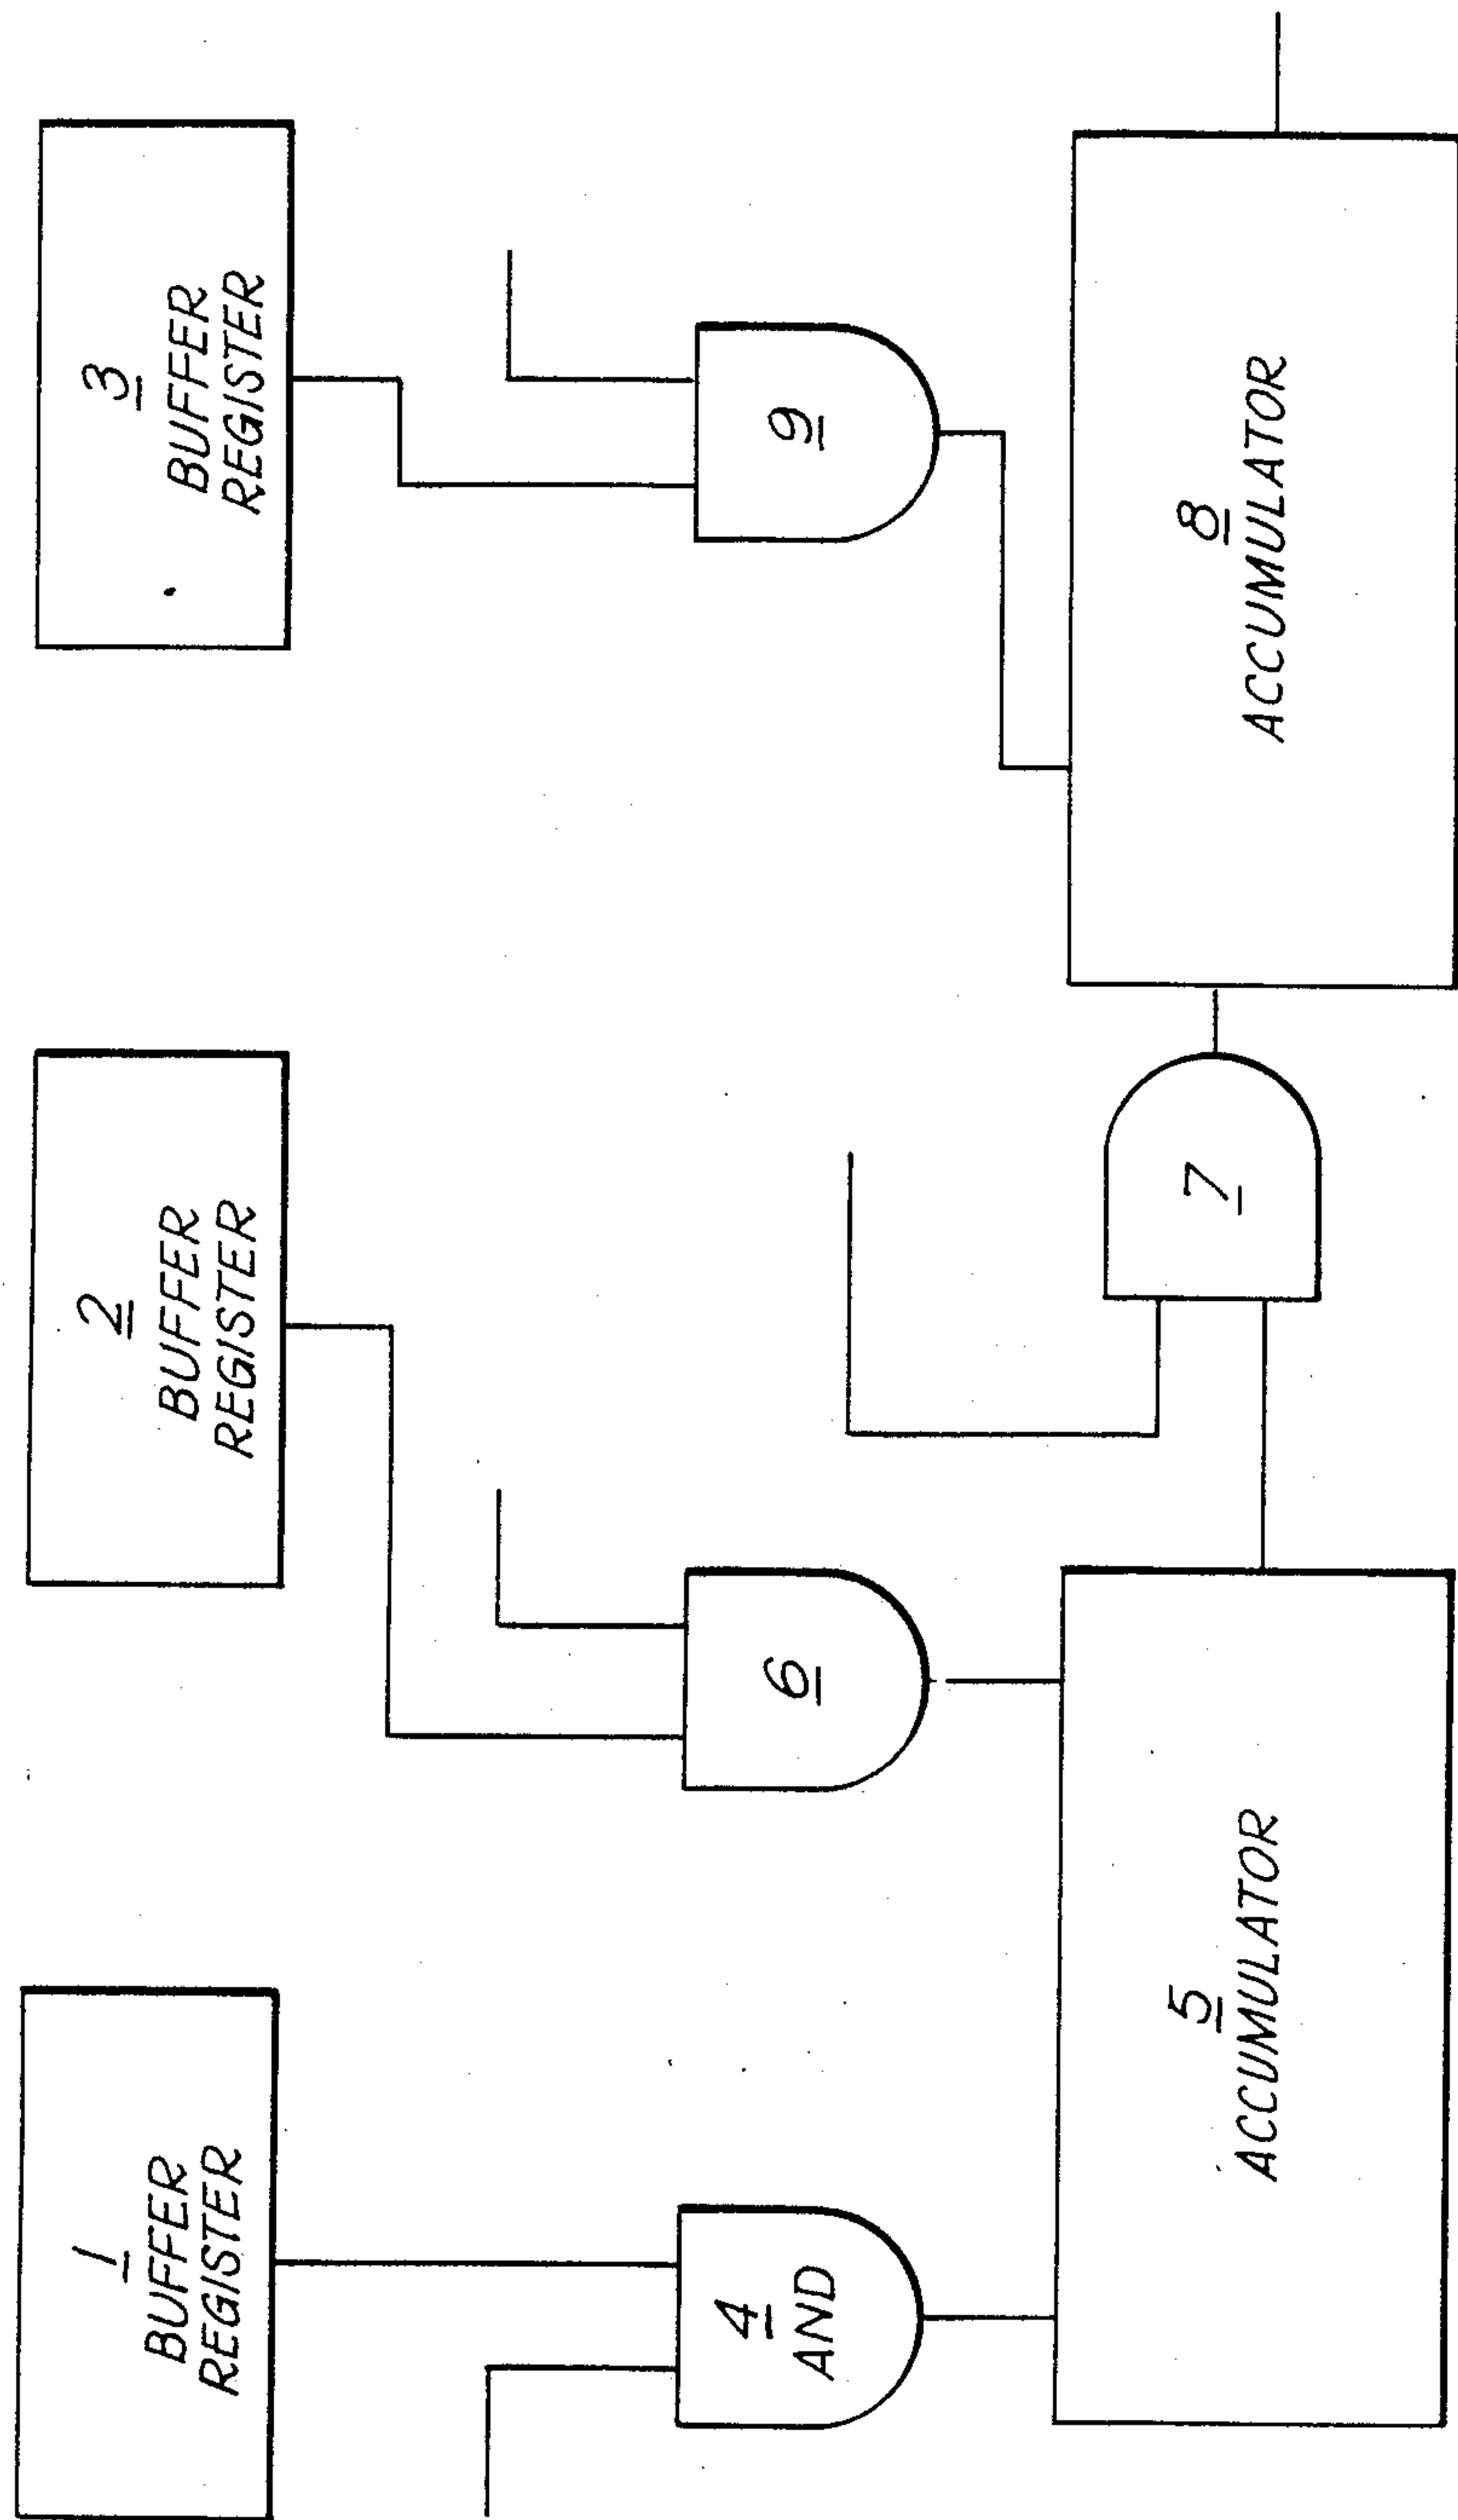 1
BUFFER
REGISTER
2
BUFFER
REGISTER
3
BUFFER
REGISTER
4
AND
6
9
5
ACCUMULATOR
7
8
ACCUMULATOR